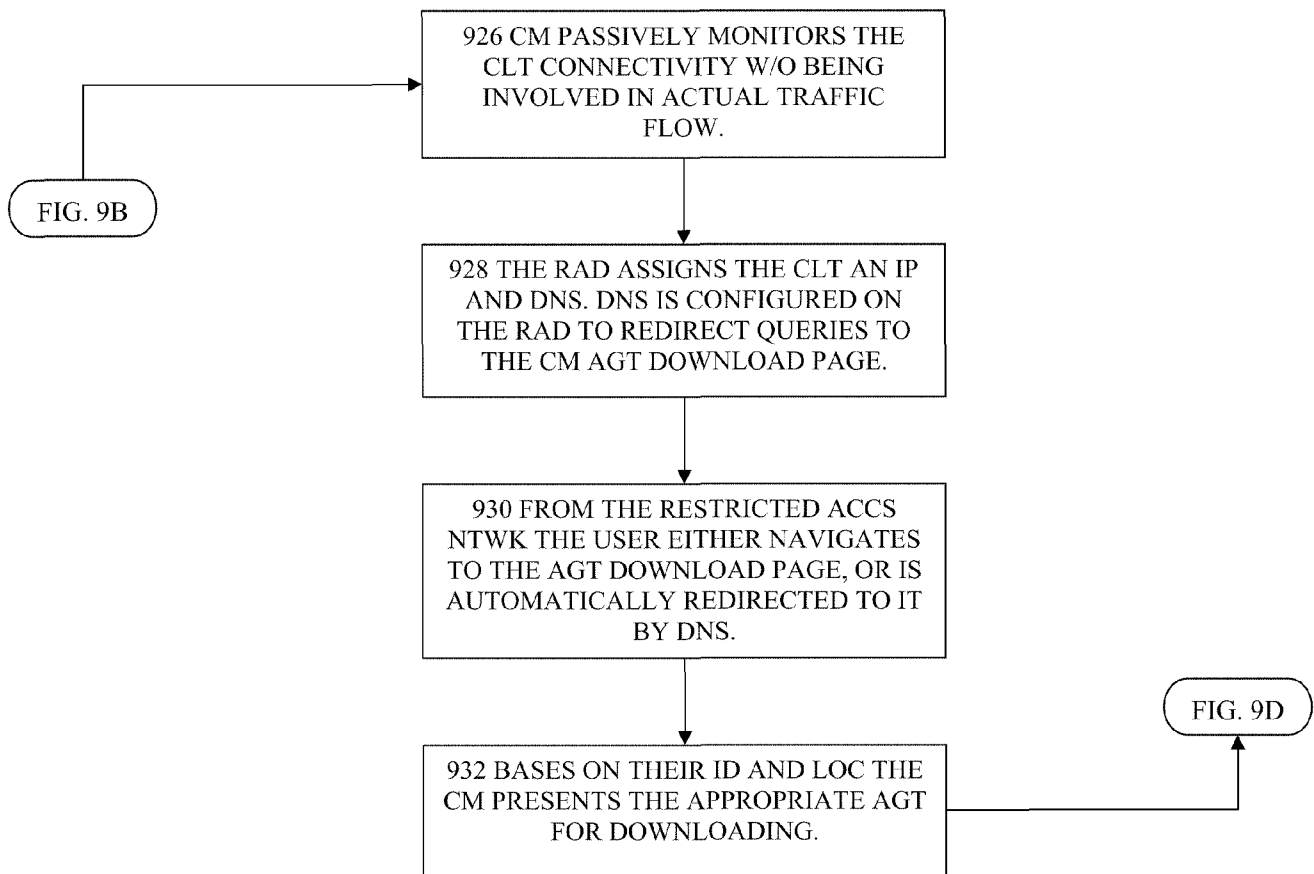 926 CM PASSIVELY MONITORS THE
CLT CONNECTIVITY W/O BEING
INVOLVED IN ACTUAL TRAFFIC
FLOW.
FIG. 9B
928 THE RAD ASSIGNS THE CLT AN IP
AND DNS. DNS IS CONFIGURED ON
THE RAD TO REDIRECT QUERIES TO
THE CM AGT DOWNLOAD PAGE.
930 FROM THE RESTRICTED ACCS
NTWK THE USER EITHER NAVIGATES
TO THE AGT DOWNLOAD PAGE, OR IS
AUTOMATICALLY REDIRECTED TO IT
BY DNS.
FIG. 9D
932 BASES ON THEIR ID AND LOC THE
CM PRESENTS THE APPROPRIATE AGT
FOR DOWNLOADING.